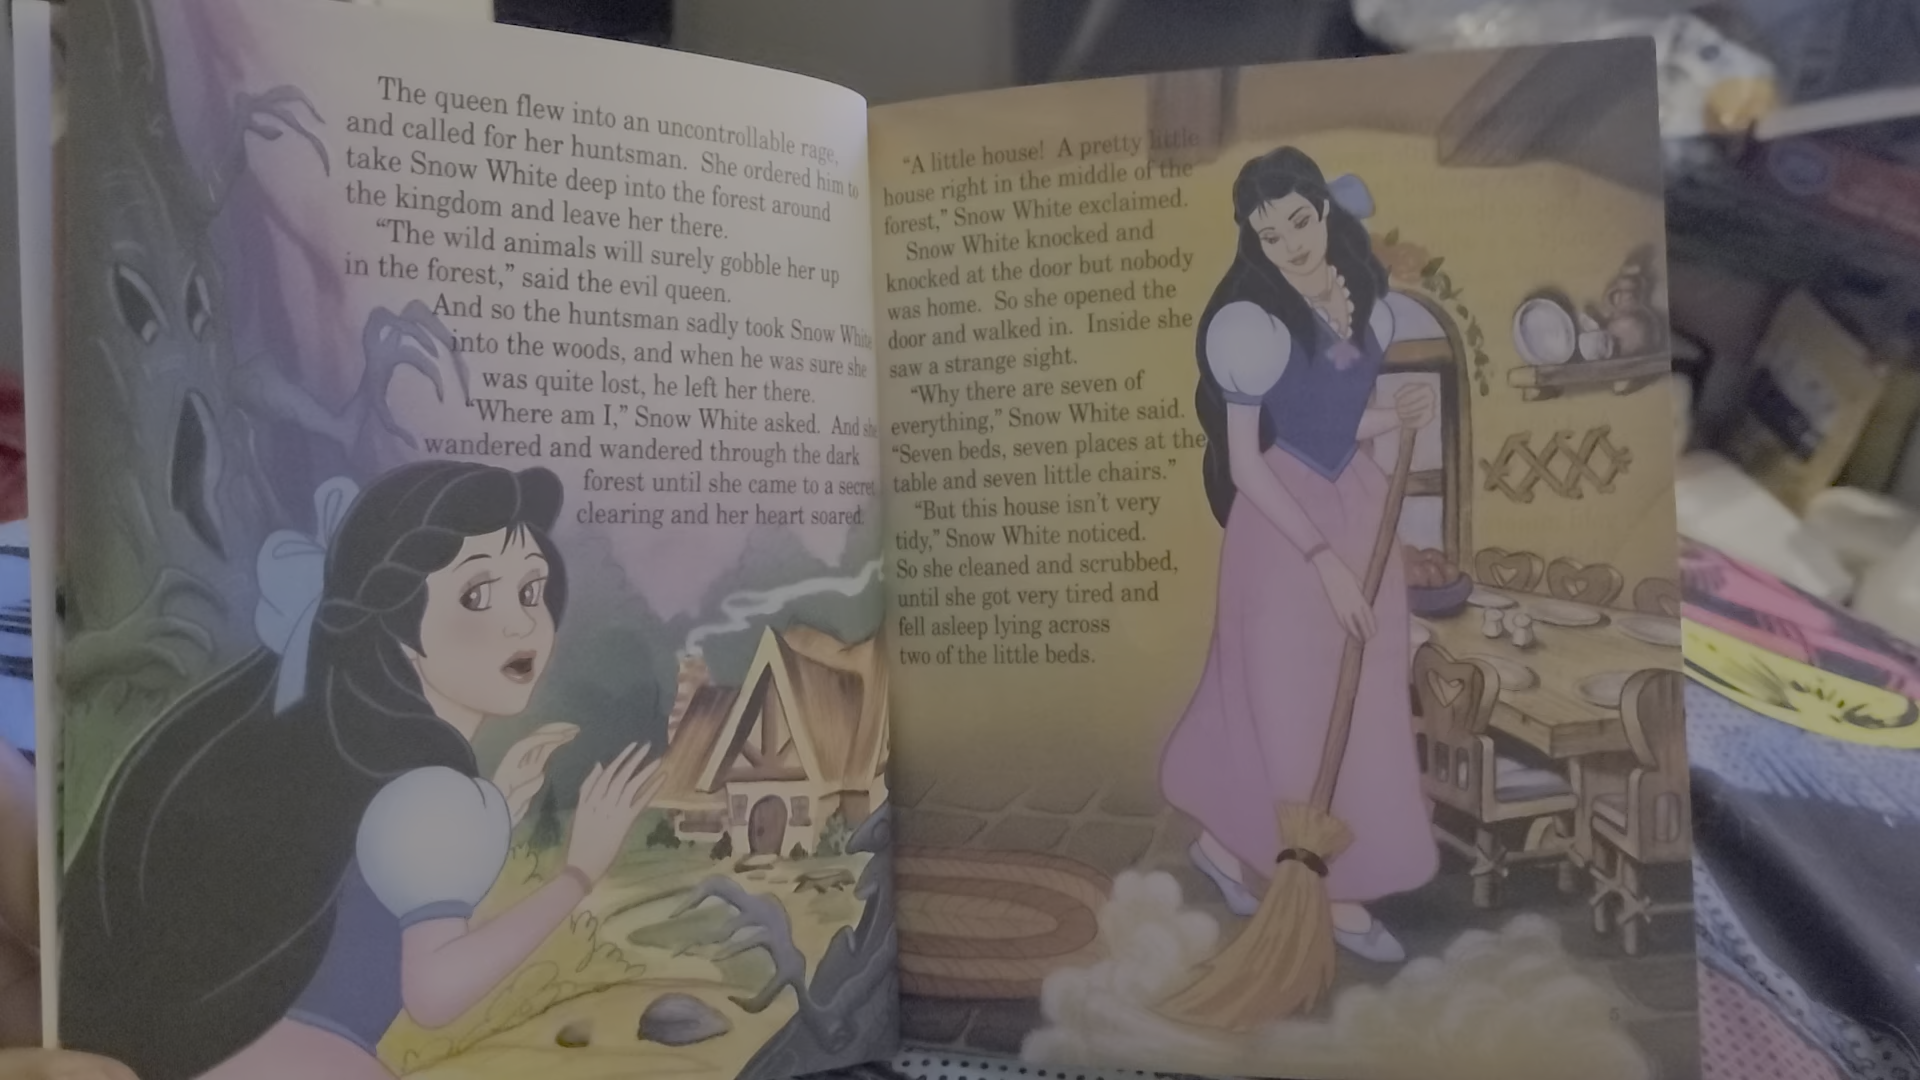 The queen flew into an uncontrollable rage,
and called for her huntsman. She ordered him to
take Snow White deep into the forest around
the kingdom and leave her there.
“The wild animals will surely gobble her up
in the forest,” said the evil queen.
And so the huntsman sadly took Snow White
into the woods, and when he was sure she
was quite lost, he left her there.
“Where am I,” Snow White asked. And she
wandered and wandered through the dark
forest until she came to a secret
clearing and her heart soared.
“A little house! A pretty little
house right in the middle of the
forest,” Snow White exclaimed.
Snow White knocked and
knocked at the door but nobody
was home. So she opened the
door and walked in. Inside she
saw a strange sight.
“Why there are seven of
everything,” Snow White said.
“Seven beds, seven places at the
table and seven little chairs.”
“But this house isn't very
tidy,” Snow White noticed.
So she cleaned and scrubbed,
until she got very tired and
fell asleep lying across
two of the little beds.
5